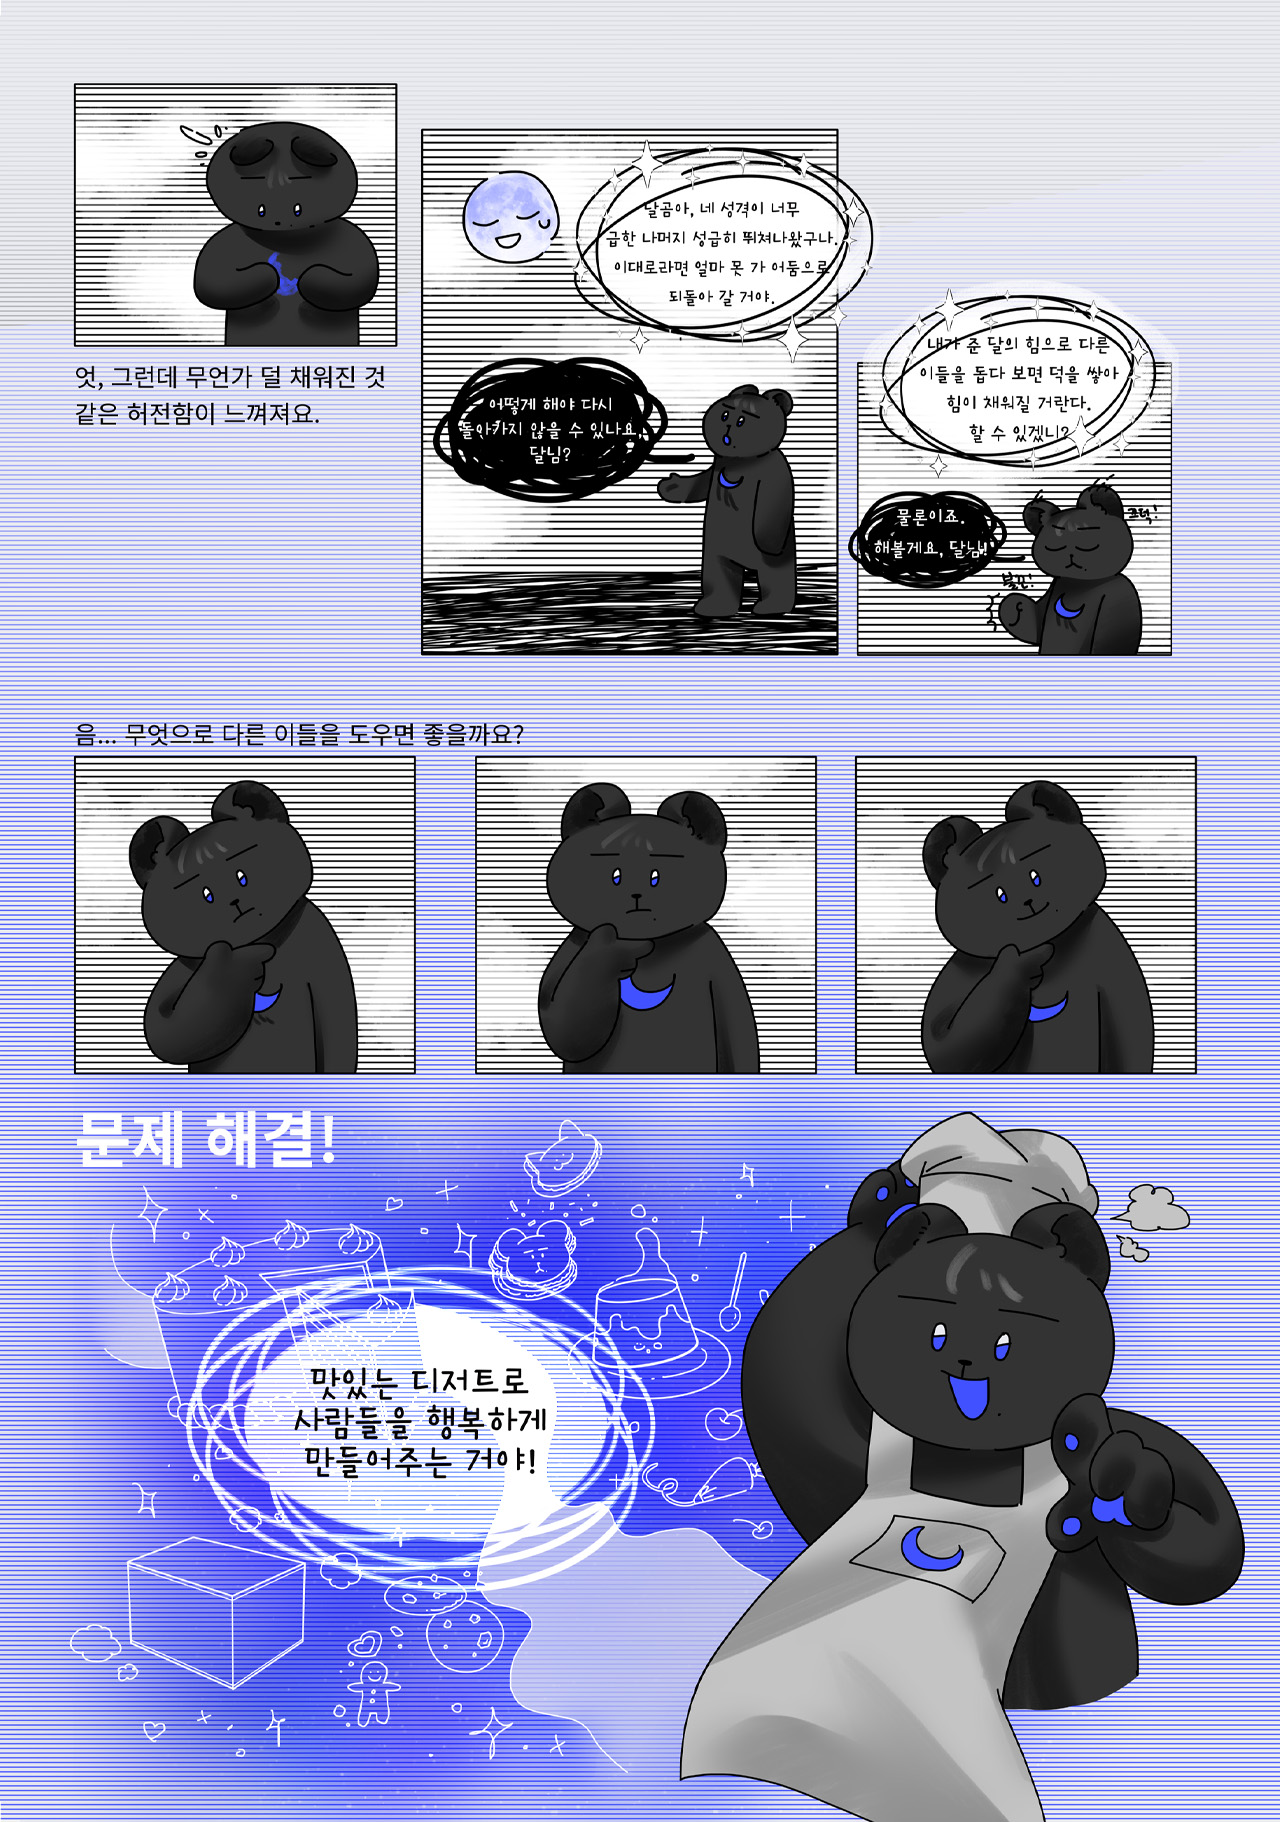 엇, 그런데 무언가 덜 채워진 것
같은 허전함이 느껴져요.
달곰아, 네 성격이 너무
급한 나머지 성급히 뛰쳐나왔구나.
이대로라면 얼마 못 가 어둠으로
되돌아 갈 거야.
어떻게 해야 다시
돌아가지 않을 수 있나요,
달님?
내가 준 달의 힘으로 다른
이들을 돕다 보면 덕을 쌓아
힘이 채워질 거란다.
할 수 있겠니?
물론이죠.
해볼게요, 달님!
끄덕!
불끈!
음... 무엇으로 다른 이들을 도우면 좋을까요?
문제 해결!
맛있는 디저트로
사람들을 행복하게
만들어주는 거야!